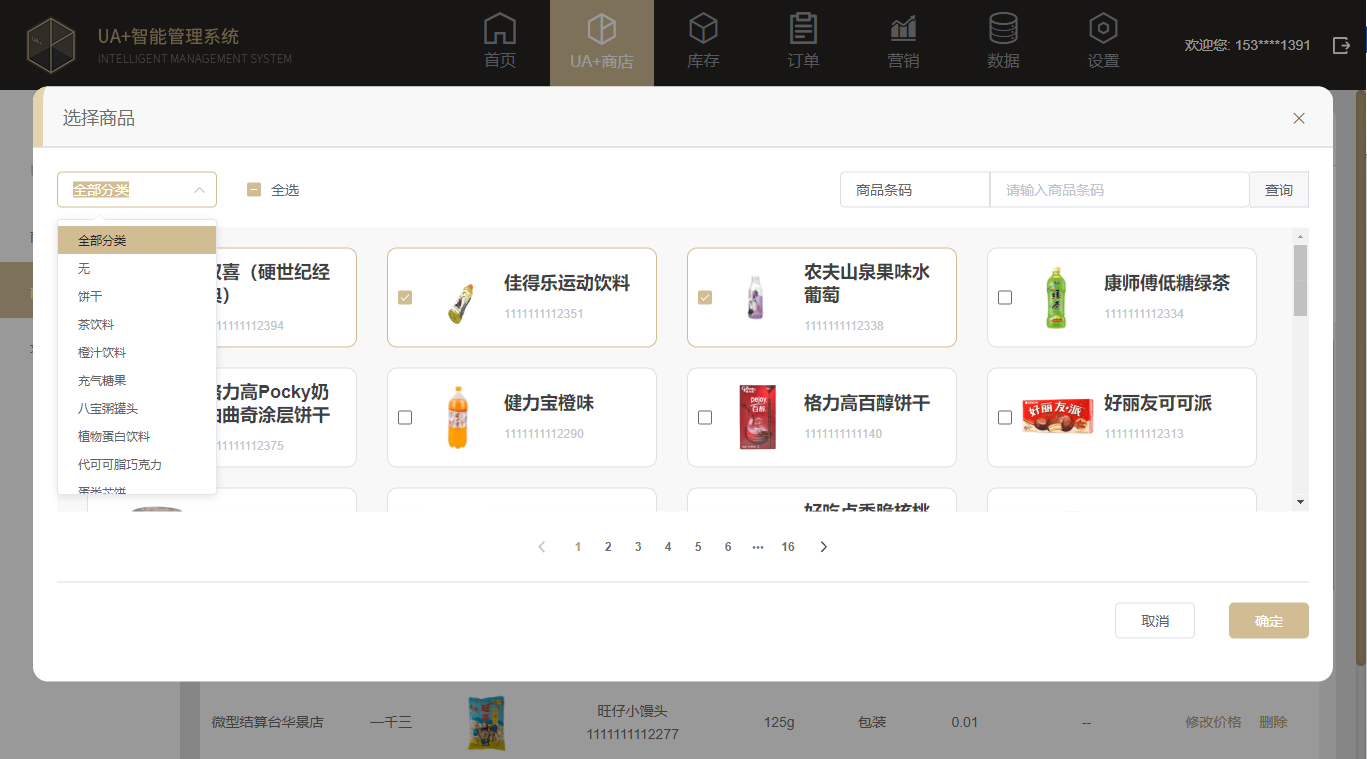 UA+智能管理系统
INTELLIGENT MANAGEMENT SYSTEM
首页
UA+商店
库存
订单
营销
数据
设置
欢迎您: 153****1391
选择商品
全部分类
全选
商品条码
请输入商品条码
查询
全部分类
无
饼干
茶饮料
橙汁饮料
充气糖果
八宝粥罐头
植物蛋白饮料
代可可脂巧克力
喜（硬世纪经
）
1111111112394
佳得乐运动饮料
1111111112351
农夫山泉果味水
葡萄
1111111112338
康师傅低糖绿茶
1111111112334
力高Pocky奶
曲奇涂层饼干
1111111112375
健力宝橙味
1111111112290
格力高百醇饼干
1111111111140
好丽友可可派
1111111112313
好吃点香脆核桃
1
2
3
4
5
6
•••
16
取消
确定
微型结算台华景店
一千三
旺仔小馒头
1111111112277
125g
包装
0.01
--
修改价格
删除